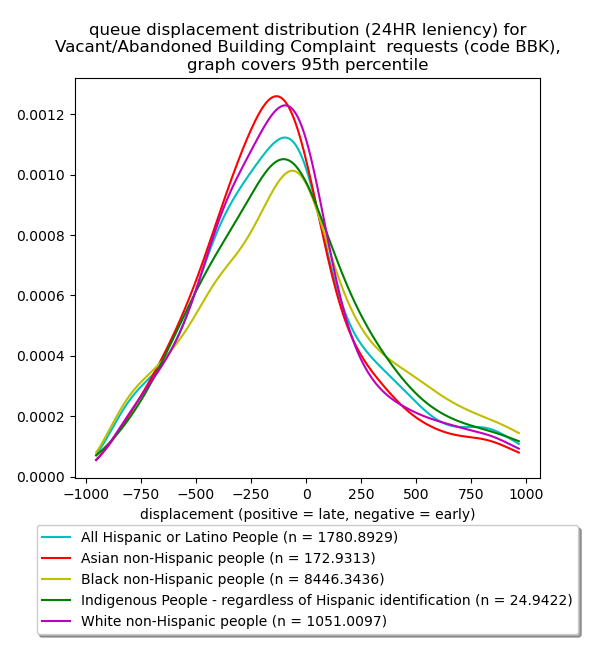 queue displacement distribution (24HR leniency) for
Vacant/Abandoned Building Complaint  requests (code BBK),
graph covers 95th percentile
0.0012
0.0010
0.0008
0.0006
0.0004
0.0002
0.0000
−1000 −750 −500 −250 0 250 500 750 1000
displacement (positive = late, negative = early)
All Hispanic or Latino People (n = 1780.8929)
Asian non-Hispanic people (n = 172.9313)
Black non-Hispanic people (n = 8446.3436)
Indigenous People - regardless of Hispanic identification (n = 24.9422)
White non-Hispanic people (n = 1051.0097)